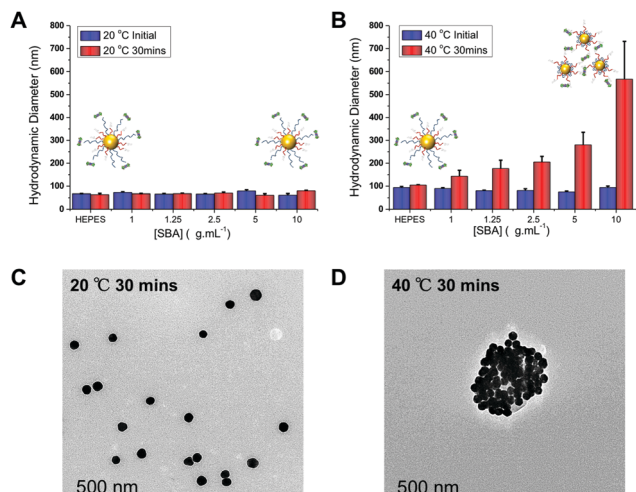 A
20 °C Initial
20 °C 30mins
Hydrodynamic Diameter (nm)
800
700
600
500
400
300
200
100
0
HEPES 1 1.25 2.5 5 10
[SBA] ( g.mL⁻¹)
B
40 °C Initial
40 °C 30mins
Hydrodynamic Diameter (nm)
800
700
600
500
400
300
200
100
0
HEPES 1 1.25 2.5 5 10
[SBA] ( g.mL⁻¹)
C
20 °C 30 mins
500 nm
D
40 °C 30 mins
500 nm